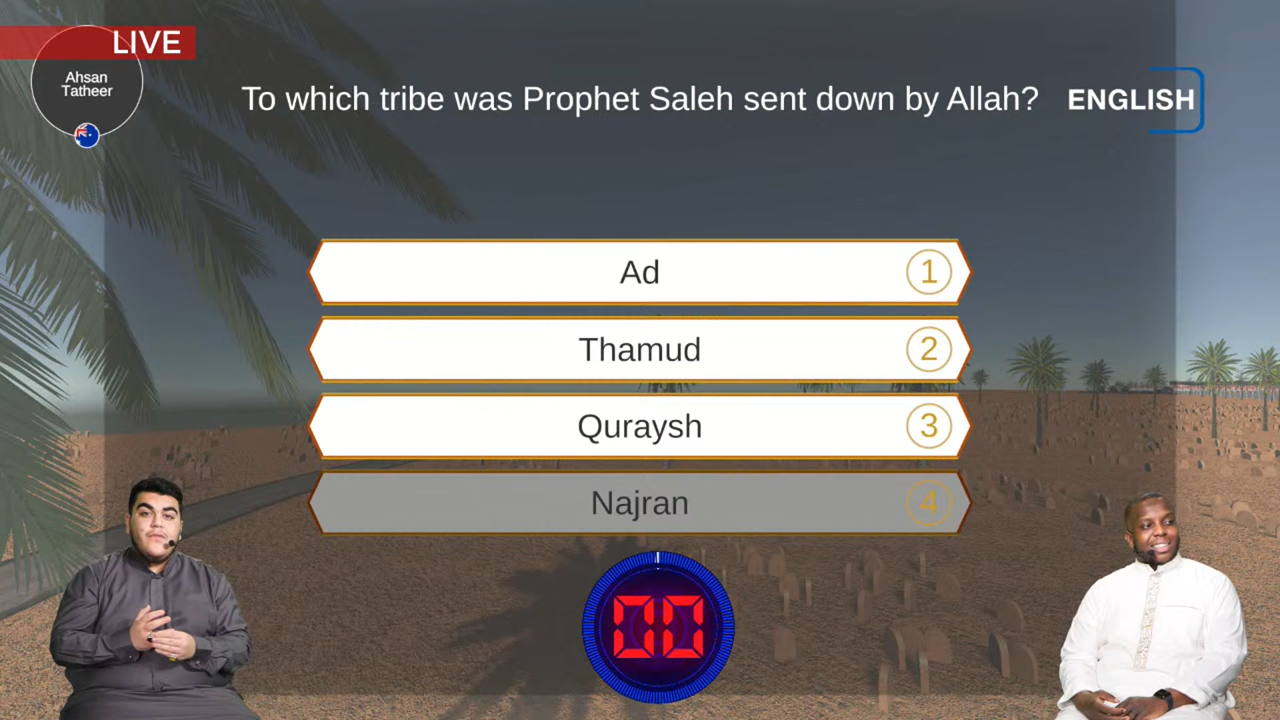 LIVE
Ahsan
Tatheer
To which tribe was Prophet Saleh sent down by Allah?
ENGLISH
Ad 1
Thamud 2
Quraysh 3
Najran 4
00